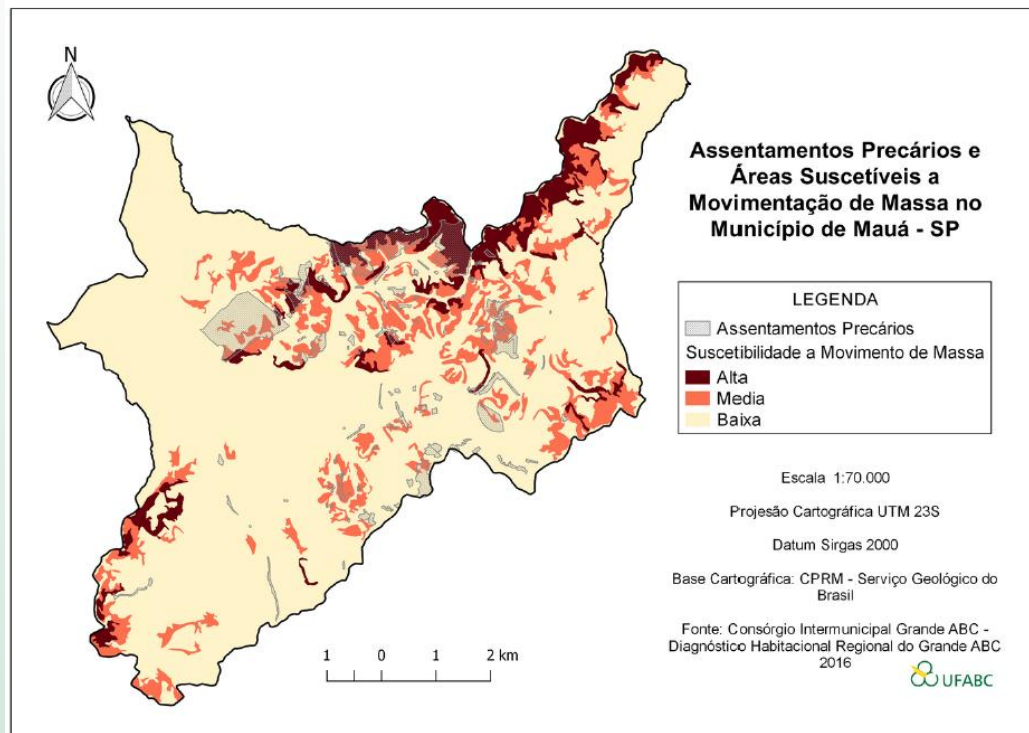 N
Assentamentos Precários e
Áreas Suscetíveis a
Movimentação de Massa no
Município de Mauá - SP
LEGENDA
Assentamentos Precários
Suscetibilidade a Movimento de Massa
Alta
Media
Baixa
Escala 1:70.000
Projesão Cartográfica UTM 23S
Datum Sirgas 2000
Base Cartográfica: CPRM - Serviço Geológico do
Brasil
Fonte: Consórcio Intermunicipal Grande ABC -
Diagnóstico Habitacional Regional do Grande ABC
2016
UFABC
1 0 1 2 km